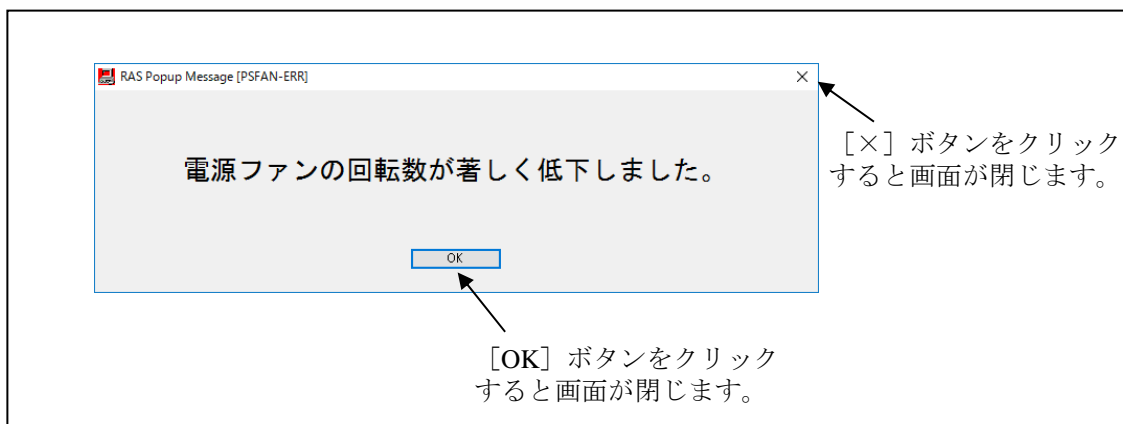 RAS Popup Message [PSFAN-ERR]
電源ファンの回転数が著しく低下しました。
OK
［×］ボタンをクリック
すると画面が閉じます。
［OK］ボタンをクリック
すると画面が閉じます。